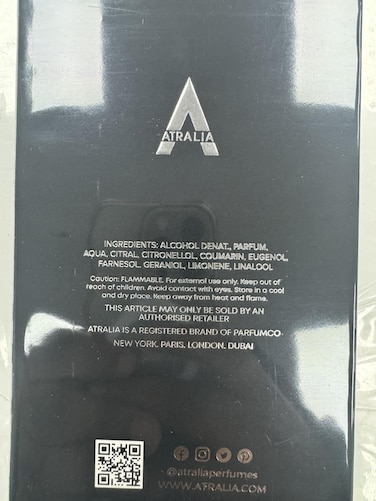 ATRALIA
INGREDIENTS: ALCOHOL DENAT., PARFUM,
AQUA, CITRAL, CITRONELLOL, COUMARIN, EUGENOL,
FARNESOL, GERANIOL, LIMONENE, LINALOOL
Caution: FLAMMABLE. For external use only. Keep out of
reach of children. Avoid contact with eyes. Store in a cool
and dry place. Keep away from heat and flame.
THIS ARTICLE MAY ONLY BE SOLD BY AN
AUTHORISED RETAILER
ATRALIA IS A REGISTERED BRAND OF PARFUMCO
NEW YORK. PARIS. LONDON. DUBAI
@atraliaperfumes
WWW.ATRALIA.COM